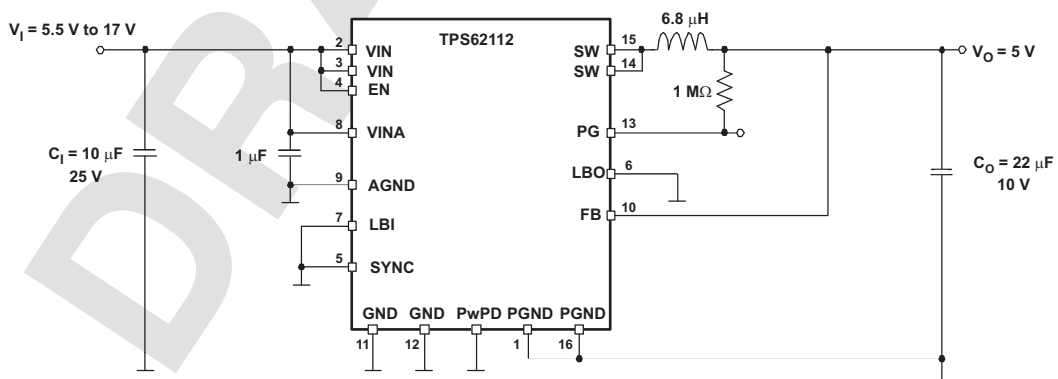 V_I = 5.5 V to 17 V
TPS62112
6.8 μH
V_O = 5 V
2 VIN
3 VIN
4 EN
8 VINA
9 AGND
7 LBI
5 SYNC
SW 15
SW 14
1 MΩ
PG 13
LBO 6
FB 10
C_I = 10 μF
25 V
1 μF
C_O = 22 μF
10 V
GND GND PwPD PGND PGND
11 12 1 16
DRA